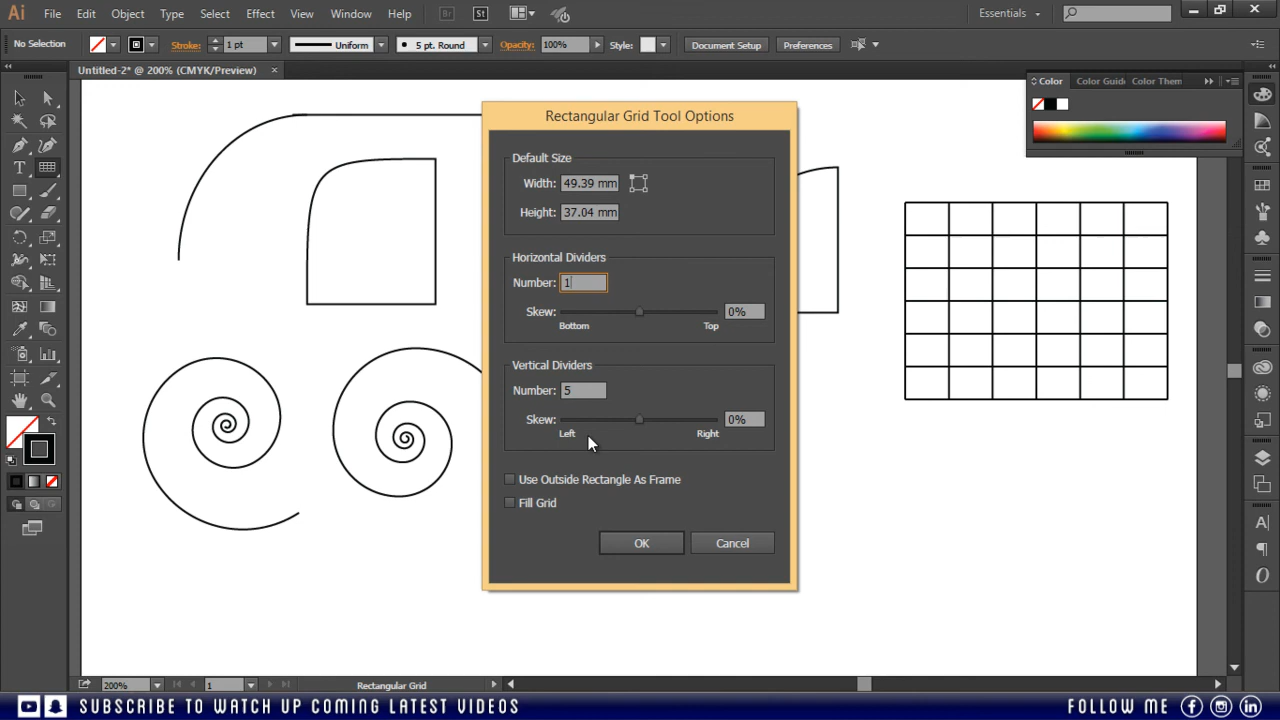 Ai File Edit Object Type Select Effect View Window Help Br St Essentials
No Selection Stroke: 1 pt Uniform 5 pt. Round Opacity: 100% Style: Document Setup Preferences
Untitled-2* @ 200% (CMYK/Preview)
Color Color Guide Color Them
Rectangular Grid Tool Options
Default Size
Width: 49.39 mm
Height: 37.04 mm
Horizontal Dividers
Number: 1
Skew: 0%
Bottom Top
Vertical Dividers
Number: 5
Skew: 0%
Left Right
Use Outside Rectangle As Frame
Fill Grid
OK Cancel
200% 1 Rectangular Grid
SUBSCRIBE TO WATCH UP COMING LATEST VIDEOS FOLLOW ME